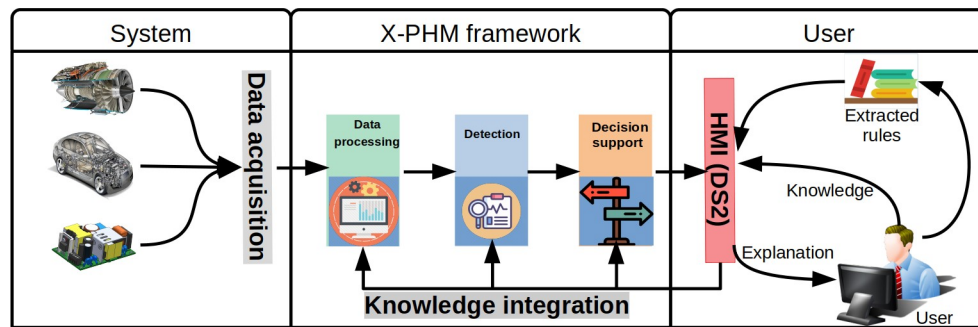 System
X-PHM framework
User
Data acquisition
Data
processing
Detection
Decision
support
HMI (DS2)
Extracted
rules
Knowledge
Explanation
User
Knowledge integration